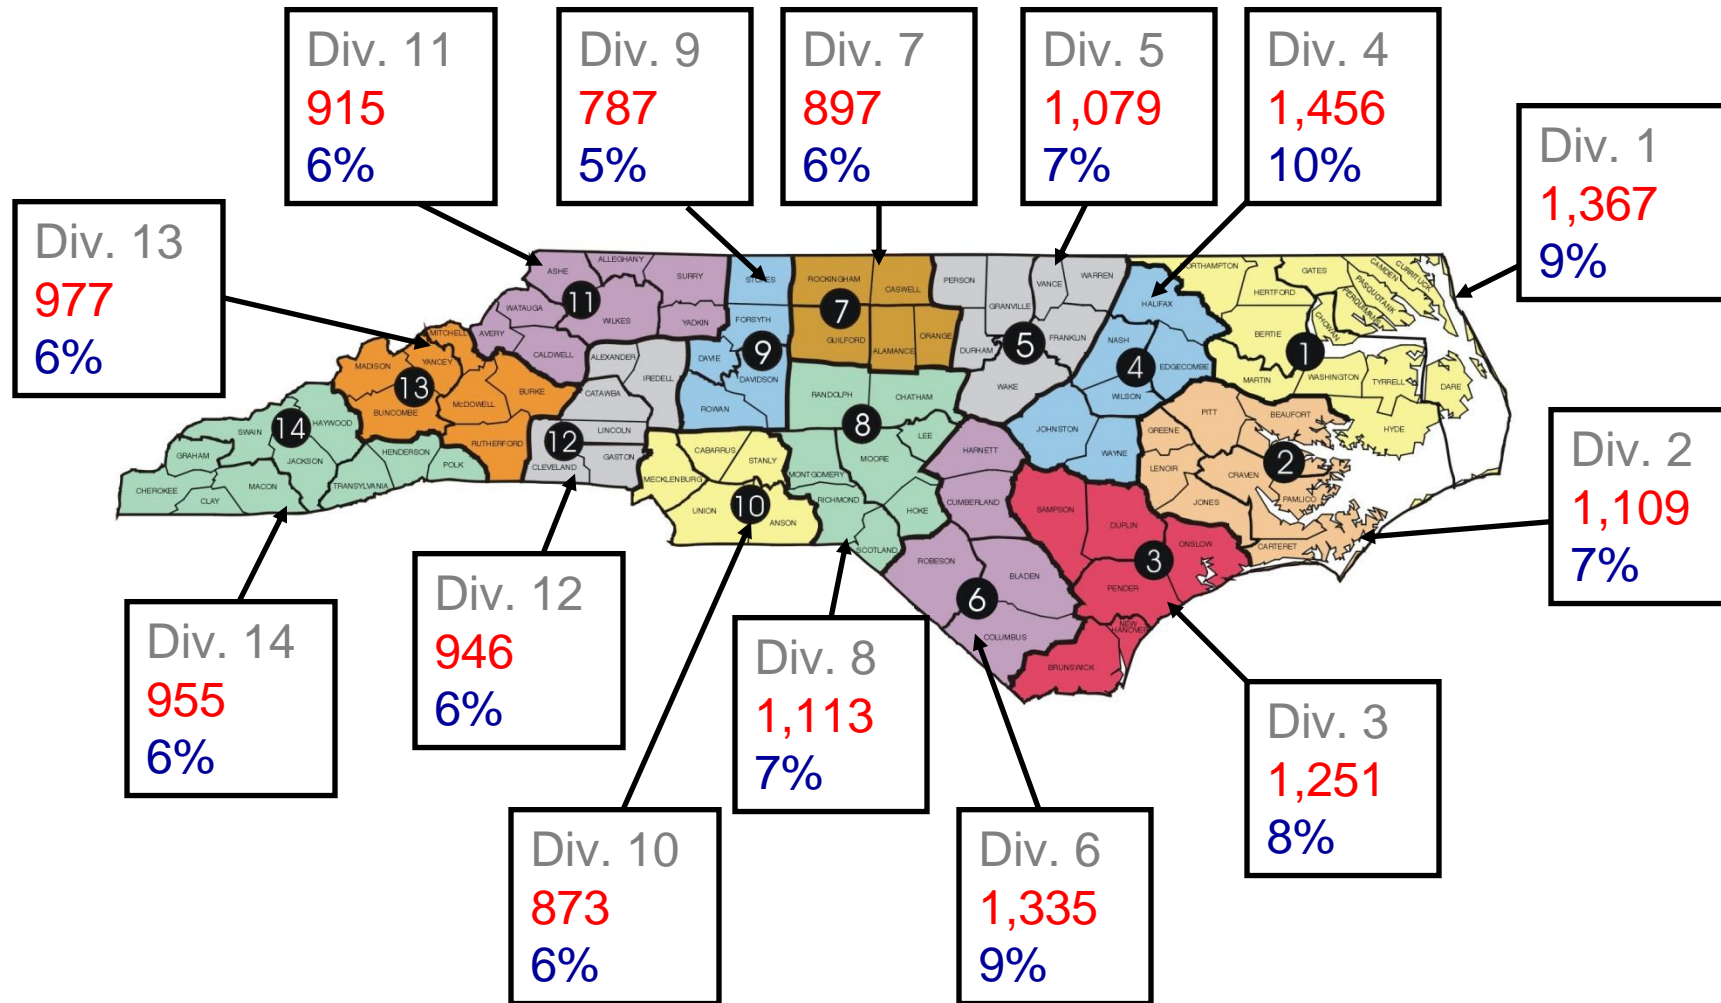 Div. 11
915
6%
Div. 9
787
5%
Div. 7
897
6%
Div. 5
1,079
7%
Div. 4
1,456
10%
Div. 1
1,367
9%
Div. 13
977
6%
Div. 2
1,109
7%
Div. 14
955
6%
Div. 12
946
6%
Div. 8
1,113
7%
Div. 3
1,251
8%
Div. 10
873
6%
Div. 6
1,335
9%
ASHE
ALLEGHANY
SURRY
WATAUGA
WILKES
YADKIN
AVERY
CALDWELL
11
STOKES
FORSYTH
DAVIE
DAVIDSON
ROWAN
9
ROCKINGHAM
CASWELL
GUILFORD
ALAMANCE
ORANGE
7
PERSON
GRANVILLE
VANCE
WARREN
FRANKLIN
DURHAM
WAKE
5
HALIFAX
NASH
EDGECOMBE
WILSON
JOHNSTON
WAYNE
4
NORTHAMPTON
GATES
HERTFORD
CAMDEN
CURRITUCK
PASQUOTANK
PERQUIMANS
CHOWAN
BERTIE
MARTIN
WASHINGTON
TYRRELL
DARE
HYDE
1
MITCHELL
YANCEY
MADISON
BUNCOMBE
McDOWELL
BURKE
RUTHERFORD
13
ALEXANDER
IREDELL
CATAWBA
LINCOLN
GASTON
CLEVELAND
12
HAYWOOD
SWAIN
GRAHAM
JACKSON
HENDERSON
POLK
CHEROKEE
CLAY
MACON
TRANSYLVANIA
14
CABARRUS
STANLY
MECKLENBURG
UNION
ANSON
10
RANDOLPH
CHATHAM
LEE
MOORE
MONTGOMERY
RICHMOND
HOKE
SCOTLAND
8
HARNETT
CUMBERLAND
ROBESON
BLADEN
COLUMBUS
6
SAMPSON
DUPLIN
ONSLOW
PENDER
NEW
HANOVER
BRUNSWICK
3
PITT
BEAUFORT
GREENE
LENOIR
CRAVEN
PAMLICO
JONES
CARTERET
2